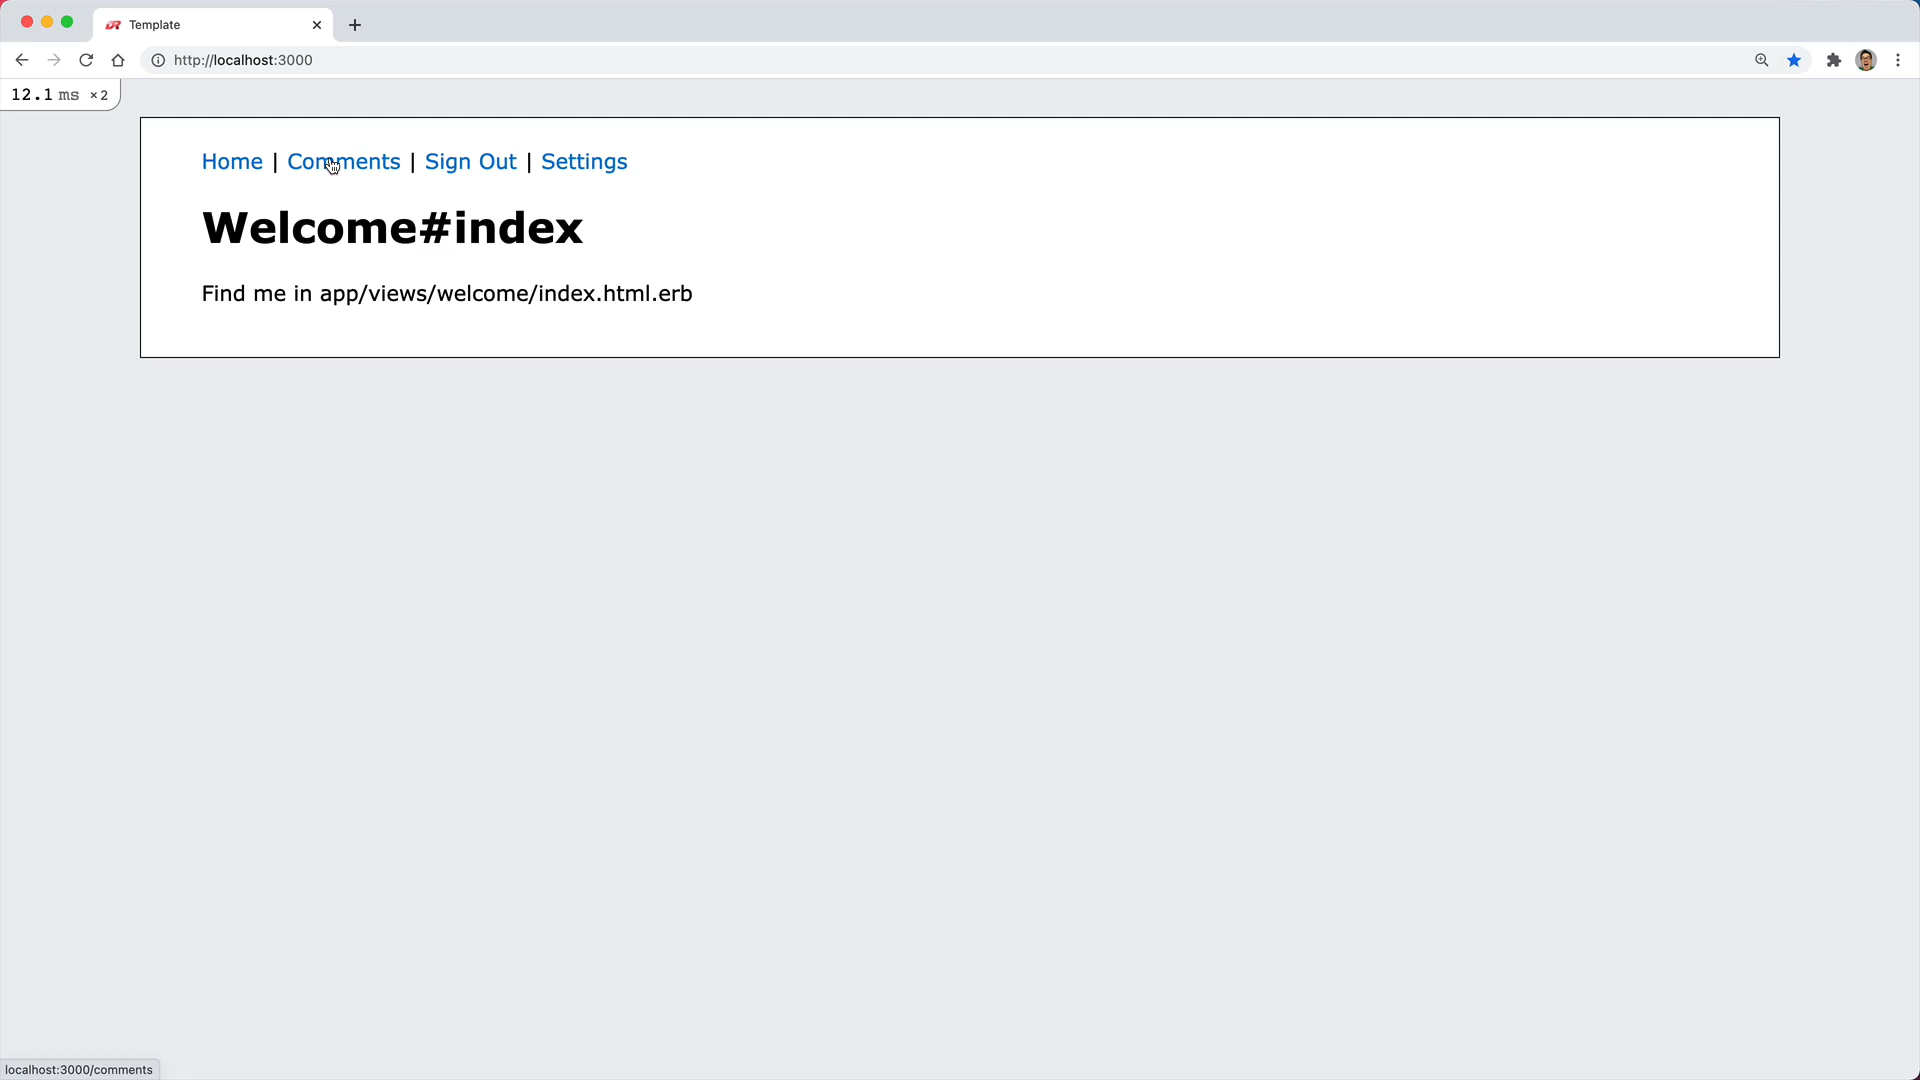 Template
http://localhost:3000
12.1 ms ×2
Home | Comments | Sign Out | Settings
Welcome#index
Find me in app/views/welcome/index.html.erb
localhost:3000/comments